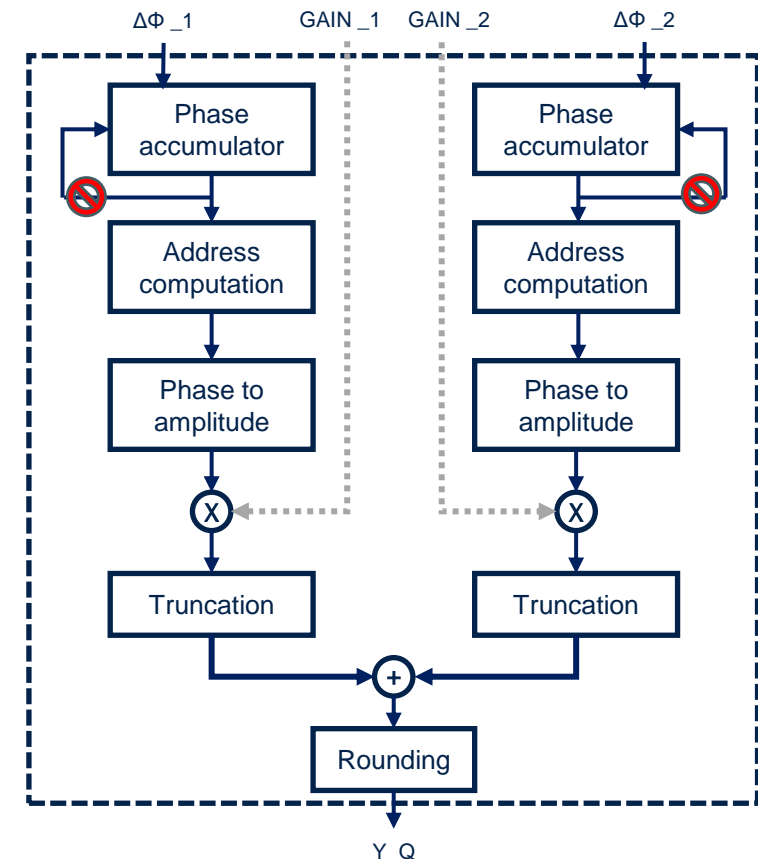 ΔΦ _1
GAIN _1
GAIN _2
ΔΦ _2
Phase
accumulator
Phase
accumulator
Address
computation
Address
computation
Phase to
amplitude
Phase to
amplitude
X
X
Truncation
Truncation
+
Rounding
Y_Q